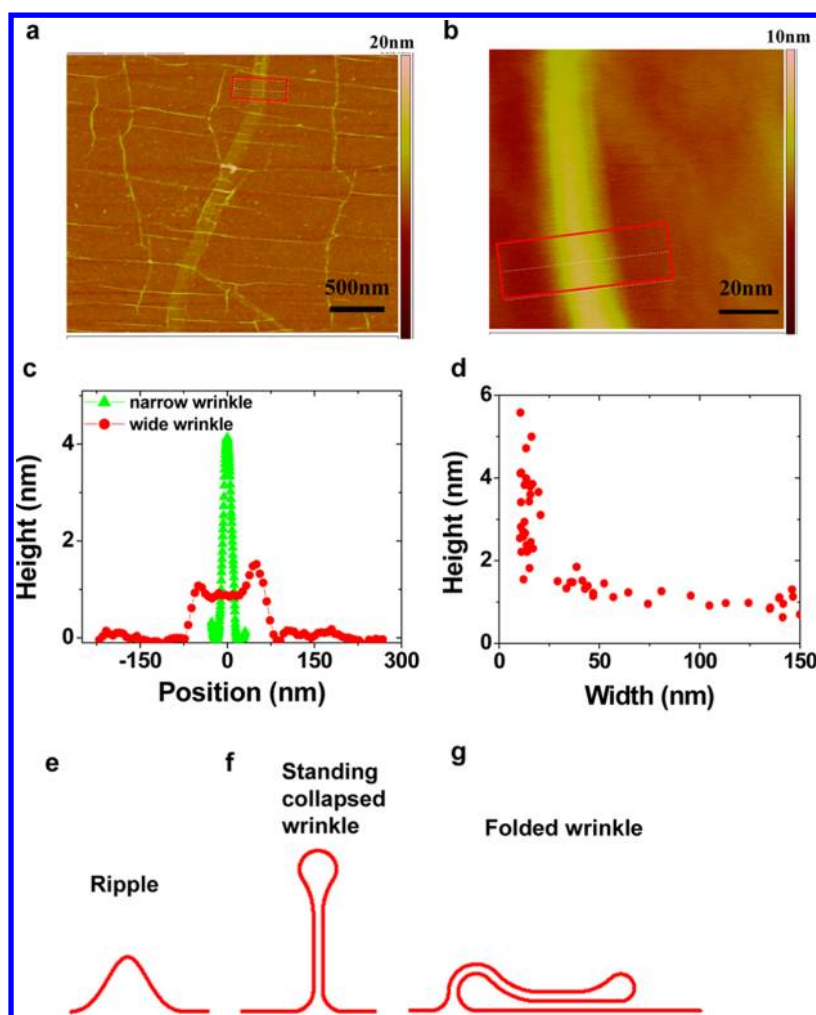 a
20nm
500nm
b
10nm
20nm
c
narrow wrinkle
wide wrinkle
4
2
0
Height (nm)
-150 0 150 300
Position (nm)
d
6
4
2
0
Height (nm)
0 50 100 150
Width (nm)
e
Ripple
f
Standing
collapsed
wrinkle
g
Folded wrinkle